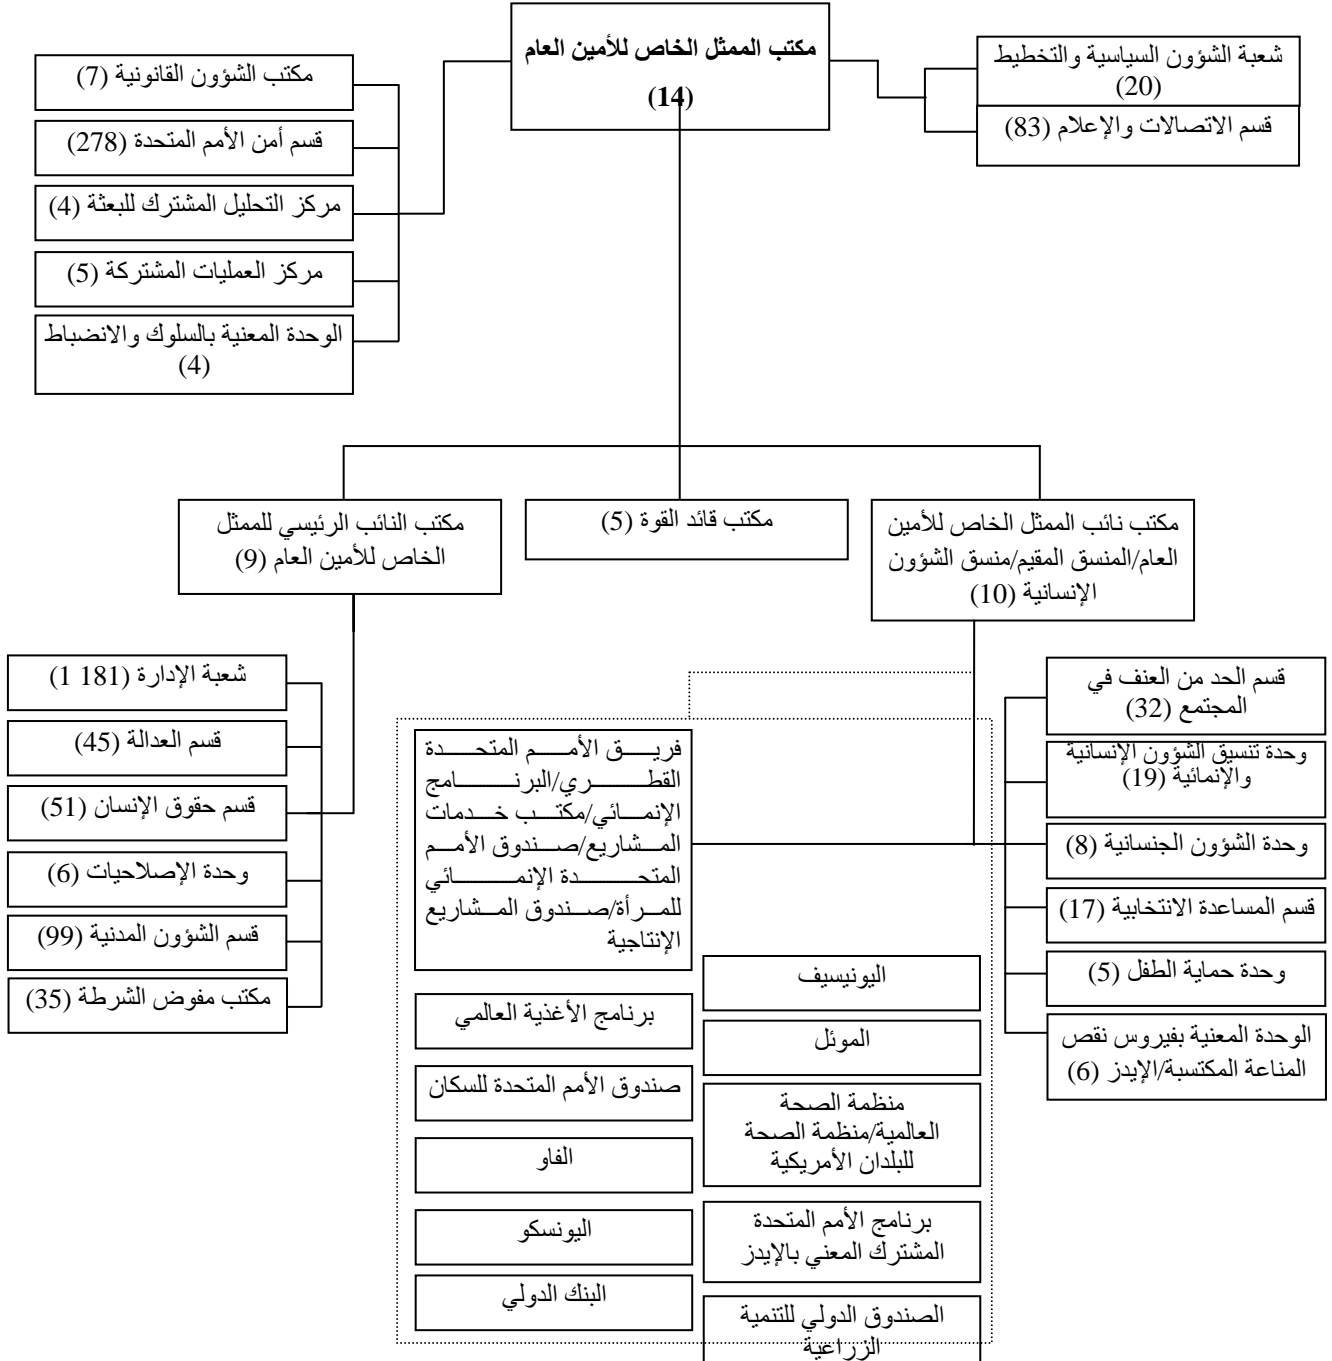 مكتب الممثل الخاص للأمين العام
(14)
شعبة الشؤون السياسية والتخطيط
(20)
قسم الاتصالات والإعلام (83)
مكتب الشؤون القانونية (7)
قسم أمن الأمم المتحدة (278)
مركز التحليل المشترك للبعثة (4)
مركز العمليات المشتركة (5)
الوحدة المعنية بالسلوك والانضباط
(4)
مكتب نائب الممثل الخاص للأمين
العام/المنسق المقيم/منسق الشؤون
الإنسانية (10)
مكتب قائد القوة (5)
مكتب النائب الرئيسي للممثل
الخاص للأمين العام (9)
قسم الحد من العنف في
المجتمع (32)
وحدة تنسيق الشؤون الإنسانية
والإنمائية (19)
وحدة الشؤون الجنسانية (8)
قسم المساعدة الانتخابية (17)
وحدة حماية الطفل (5)
الوحدة المعنية بفيروس نقص
المناعة المكتسبة/الإيدز (6)
فريق الأمم المتحدة
القطري/البرنامج
الإنمائي/مكتب خدمات
المشاريع/صندوق الأمم
المتحدة الإنمائي
للمرأة/صندوق المشاريع
الإنتاجية
اليونيسيف
الموئل
منظمة الصحة
العالمية/منظمة الصحة
للبلدان الأمريكية
برنامج الأمم المتحدة
المشترك المعني بالإيدز
الصندوق الدولي للتنمية
الزراعية
برنامج الأغذية العالمي
صندوق الأمم المتحدة للسكان
الفاو
اليونسكو
البنك الدولي
شعبة الإدارة (181 1)
قسم العدالة (45)
قسم حقوق الإنسان (51)
وحدة الإصلاحيات (6)
قسم الشؤون المدنية (99)
مكتب مفوض الشرطة (35)